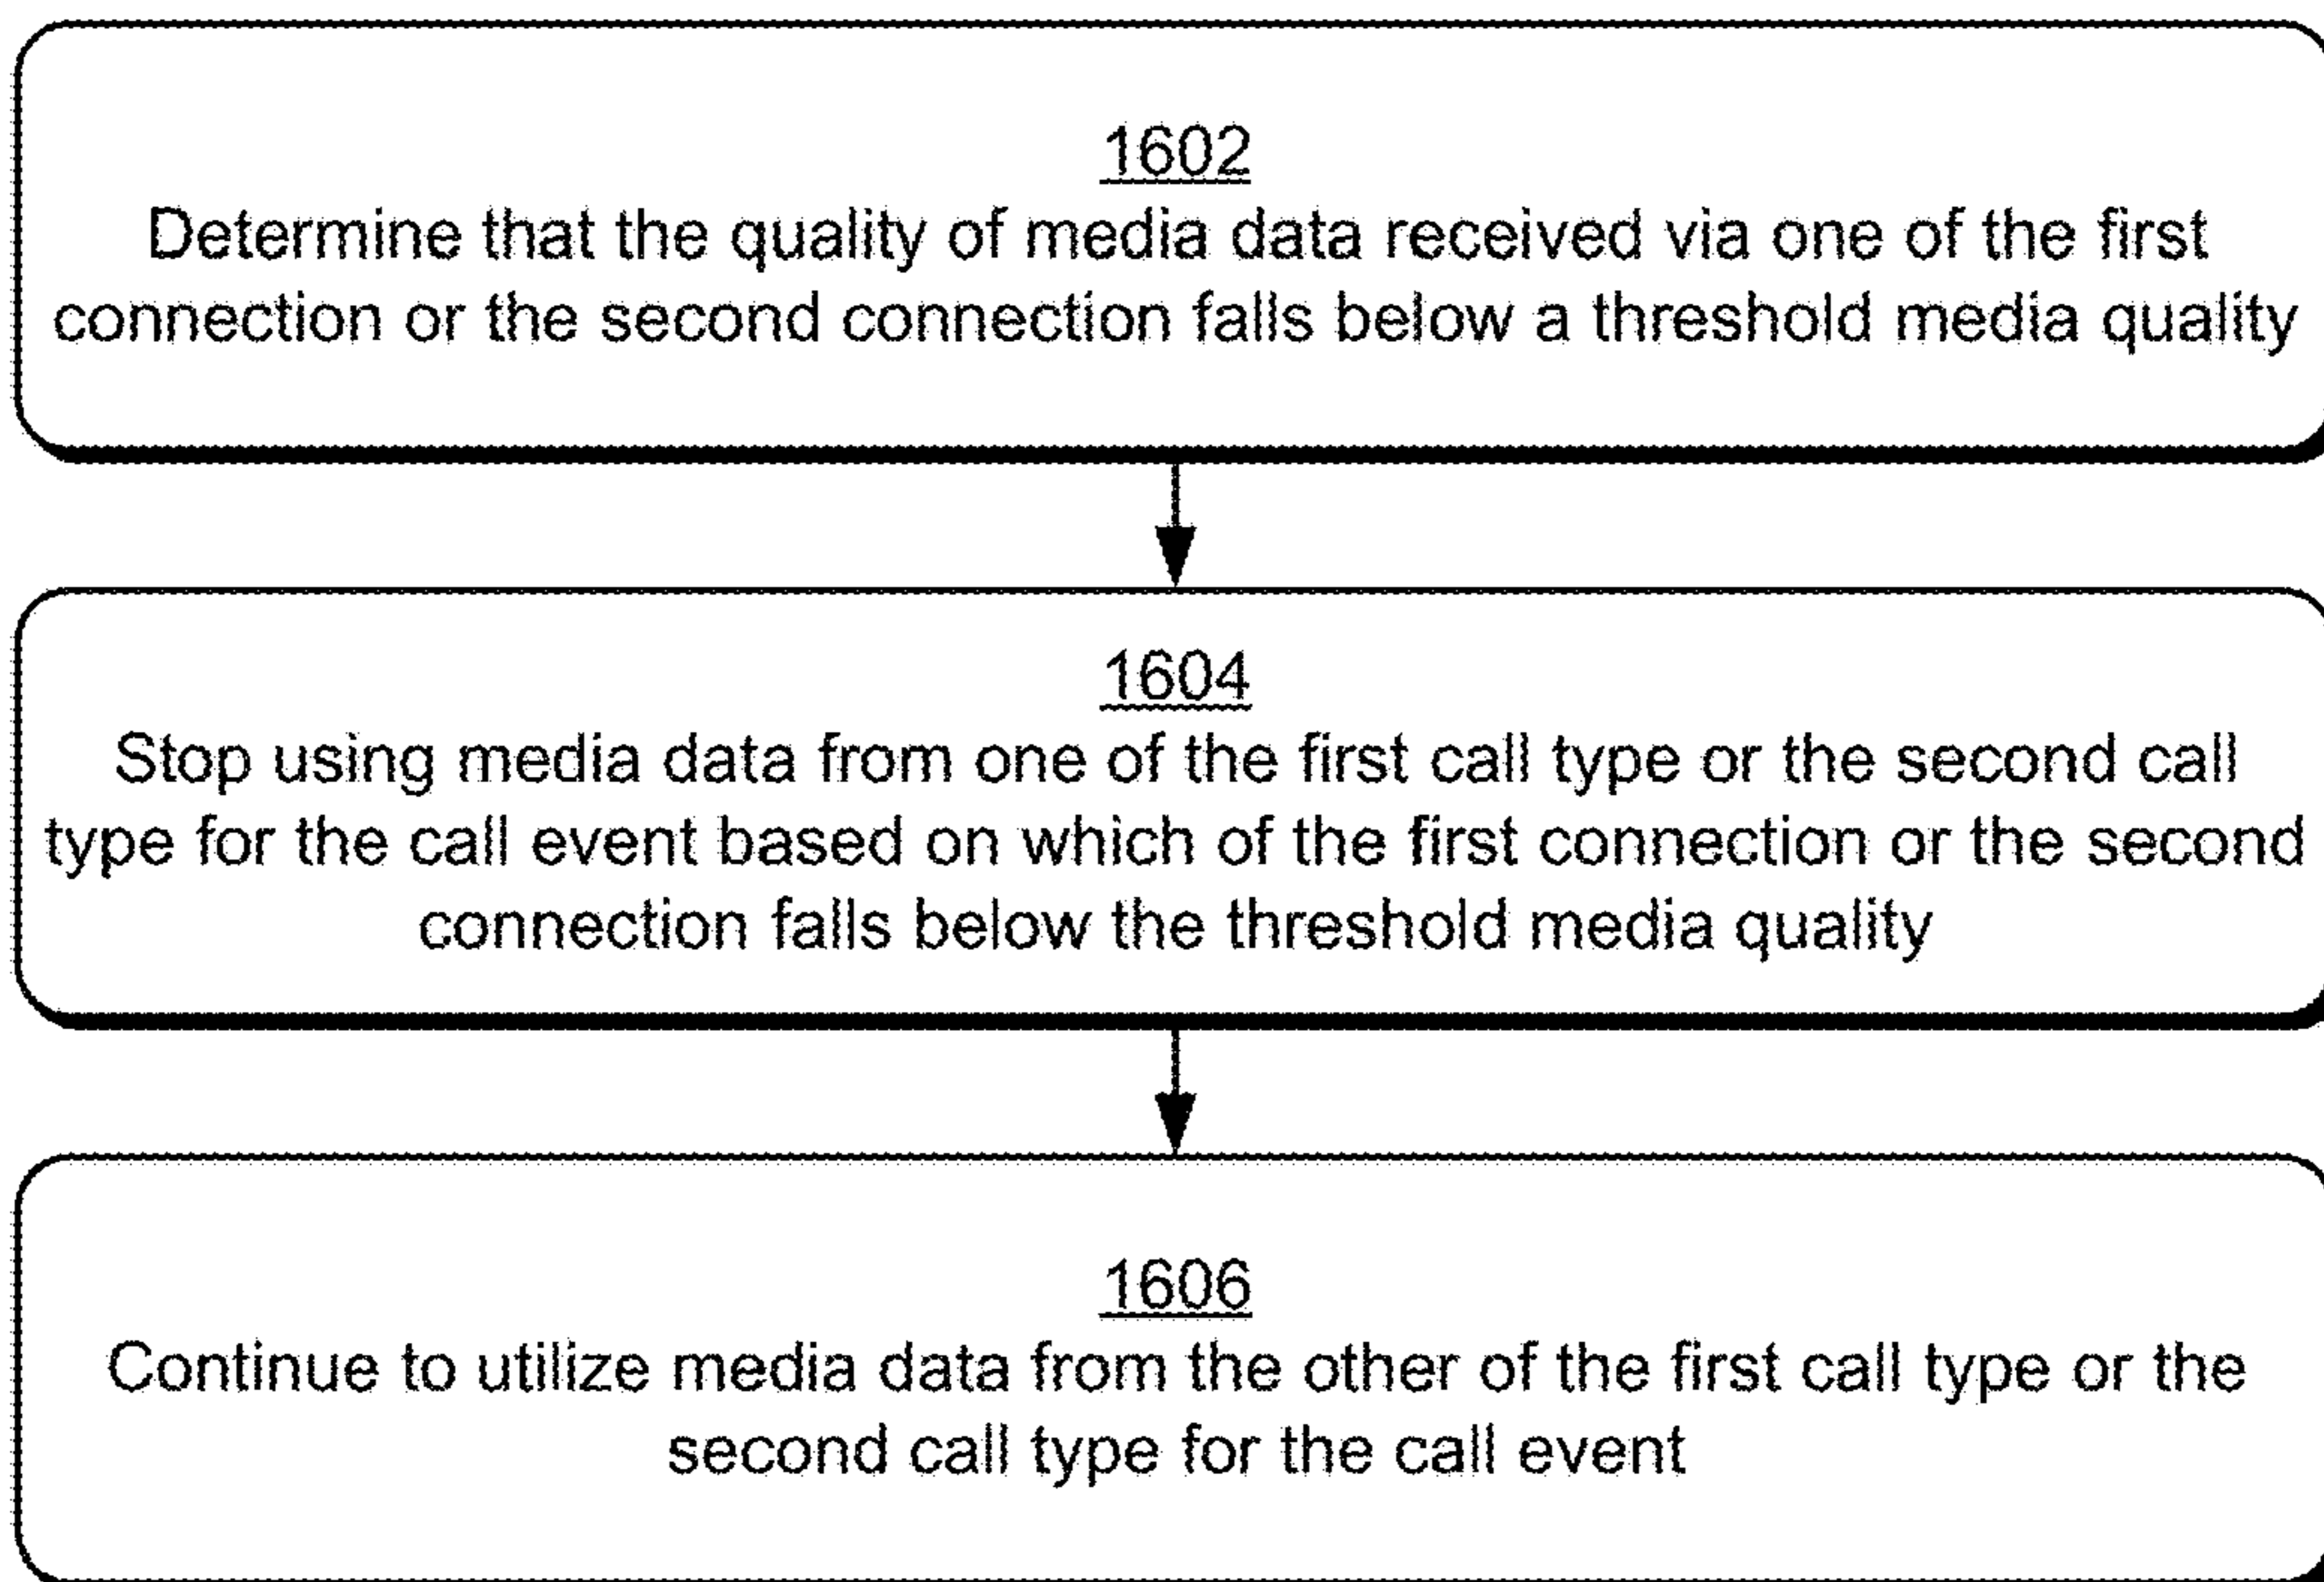 1602
Determine that the quality of media data received via one of the first
connection or the second connection falls below a threshold media quality
1604
Stop using media data from one of the first call type or the second call
type for the call event based on which of the first connection or the second
connection falls below the threshold media quality
1606
Continue to utilize media data from the other of the first call type or the
second call type for the call event